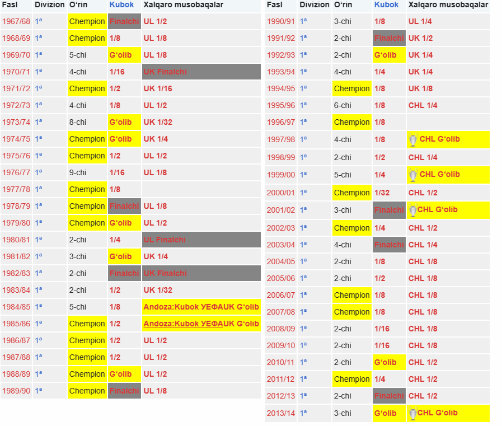 Fasl Divizion O'rin Kubok Xalqaro musobaqalar
1967/68 1ª Chempion Finalchi UL 1/2
1968/69 1ª Chempion 1/8 UL 1/8
1969/70 1ª 5-chi G'olib UL 1/2
1970/71 1ª 4-chi 1/16 UK Finalchi
1971/72 1ª Chempion 1/2 UK 1/16
1972/73 1ª 4-chi 1/8 UL 1/2
1973/74 1ª 8-chi G'olib UK 1/32
1974/75 1ª Chempion G'olib UK 1/4
1975/76 1ª Chempion 1/2 UL 1/2
1976/77 1ª 9-chi 1/16 UL 1/8
1977/78 1ª Chempion 1/8
1978/79 1ª Chempion Finalchi UL 1/8
1979/80 1ª Chempion G'olib UL 1/2
1980/81 1ª 2-chi 1/4 UL Finalchi
1981/82 1ª 3-chi G'olib UK 1/4
1982/83 1ª 2-chi Finalchi UK Finalchi
1983/84 1ª 2-chi 1/2 UK 1/32
1984/85 1ª 5-chi 1/8 Andoza:Kubok УЕФАUK G'olib
1985/86 1ª Chempion 1/2 Andoza:Kubok УЕФАUK G'olib
1986/87 1ª Chempion 1/2 UL 1/2
1987/88 1ª Chempion 1/2 UL 1/2
1988/89 1ª Chempion G'olib UL 1/2
1989/90 1ª Chempion Finalchi UL 1/8
Fasl Divizion O'rin Kubok Xalqaro musobaqalar
1990/91 1ª 3-chi 1/8 UL 1/4
1991/92 1ª 2-chi Finalchi UK 1/2
1992/93 1ª 2-chi G'olib UK 1/4
1993/94 1ª 4-chi 1/4 UK 1/4
1994/95 1ª Chempion 1/8 UK 1/8
1995/96 1ª 6-chi 1/8 CHL 1/4
1996/97 1ª Chempion 1/8
1997/98 1ª 4-chi 1/8 CHL G'olib
1998/99 1ª 2-chi 1/2 CHL 1/4
1999/00 1ª 5-chi 1/4 CHL G'olib
2000/01 1ª Chempion 1/32 CHL 1/2
2001/02 1ª 3-chi Finalchi CHL G'olib
2002/03 1ª Chempion 1/4 CHL 1/2
2003/04 1ª 4-chi Finalchi CHL 1/4
2004/05 1ª 2-chi 1/8 CHL 1/8
2005/06 1ª 2-chi 1/2 CHL 1/8
2006/07 1ª Chempion 1/8 CHL 1/8
2007/08 1ª Chempion 1/8 CHL 1/8
2008/09 1ª 2-chi 1/16 CHL 1/8
2009/10 1ª 2-chi 1/16 CHL 1/8
2010/11 1ª 2-chi G'olib CHL 1/2
2011/12 1ª Chempion 1/4 CHL 1/2
2012/13 1ª 2-chi Finalchi CHL 1/2
2013/14 1ª 3-chi G'olib CHL G'olib